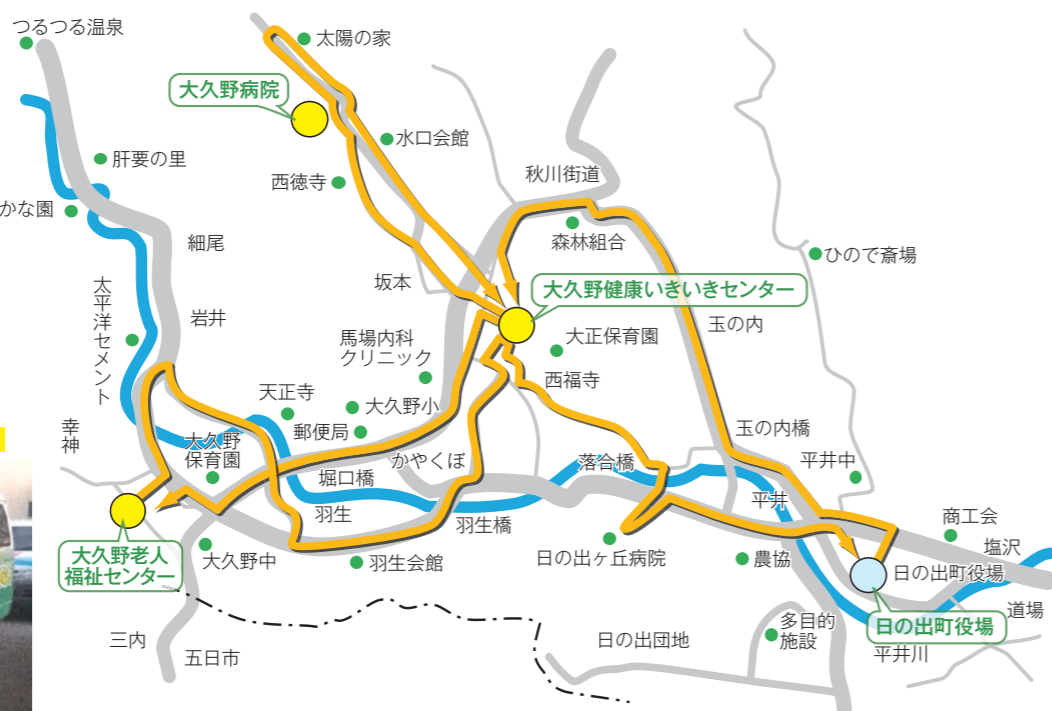 つるつる温泉
太陽の家
大久野病院
水口会館
肝要の里
西徳寺
秋川街道
かな園
森林組合
細尾
ひので斎場
坂本
大久野健康いきいきセンター
太平洋セメント
岩井
玉の内
馬場内科
クリニック
大正保育園
西福寺
天正寺
大久野小
郵便局
幸神
大久野
保育園
かやくぼ
玉の内橋
平井中
堀口橋
落合橋
平井
羽生
羽生橋
商工会
塩沢
大久野老人
福祉センター
大久野中
羽生会館
日の出ヶ丘病院
農協
日の出町役場
道場
日の出町役場
多目的
施設
三内
五日市
日の出団地
平井川